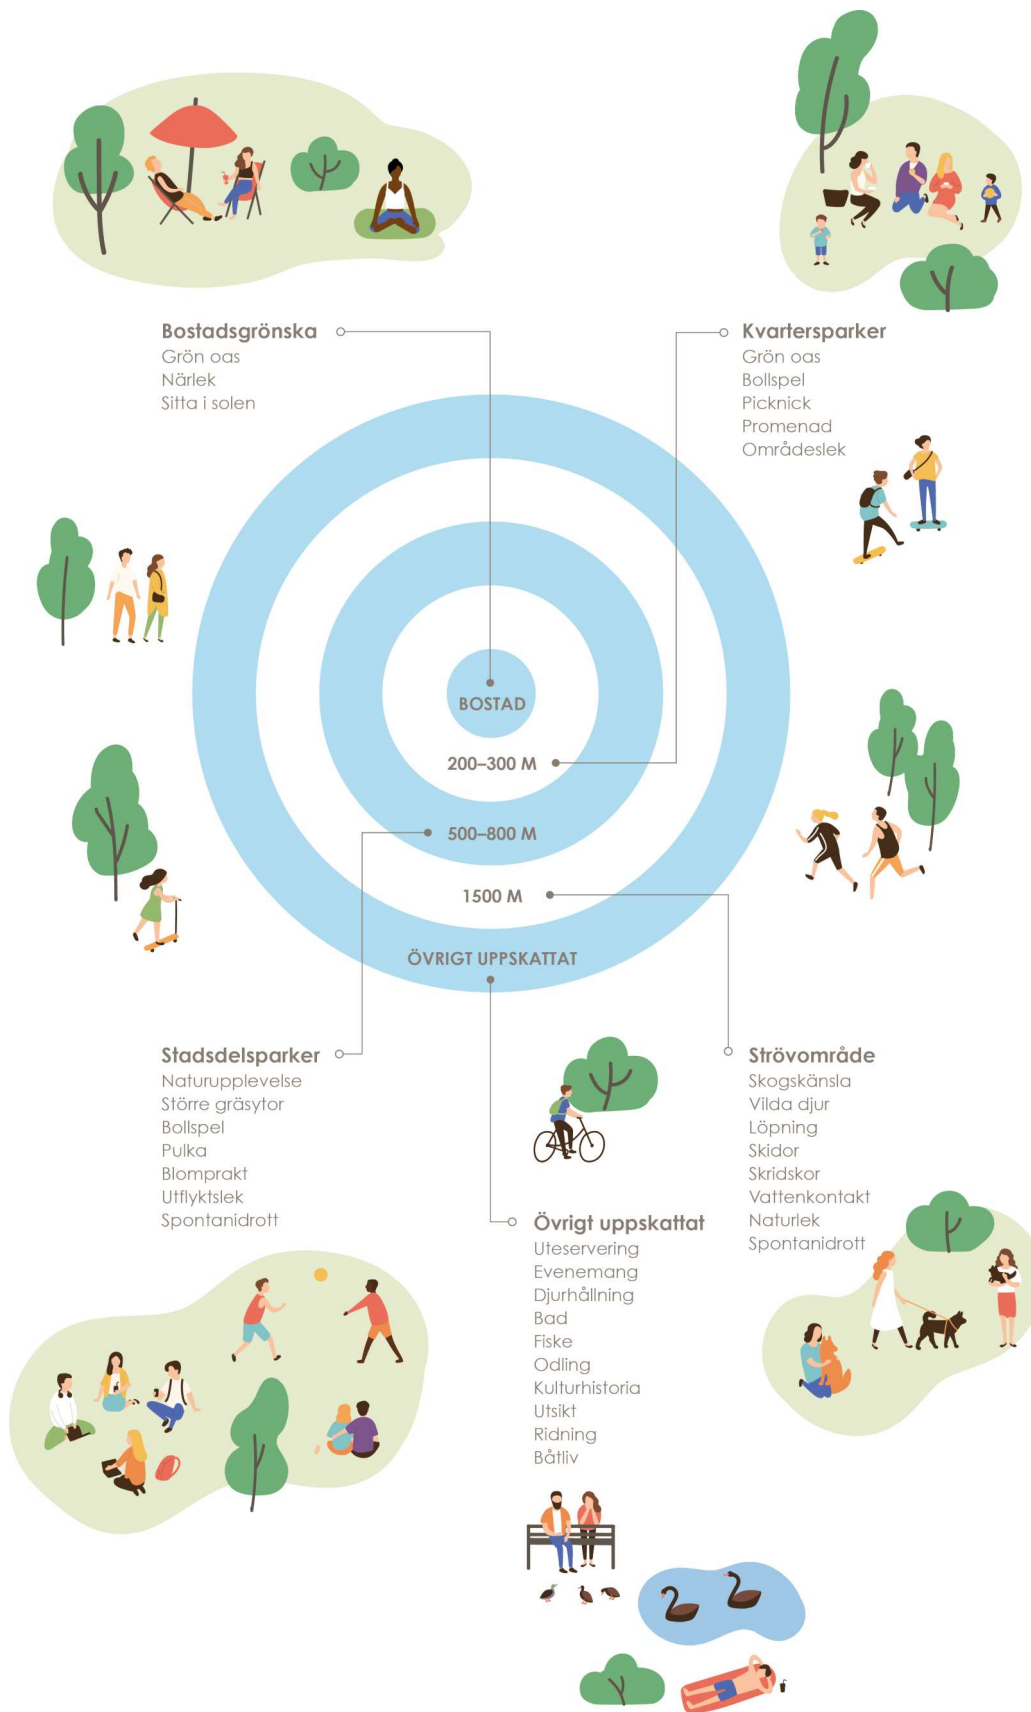 Bostadsgrönska
Grön oas
Närlek
Sitta i solen
Kvartersparker
Grön oas
Bollspel
Picknick
Promenad
Områdeslek
BOSTAD
200–300 M
500–800 M
1500 M
ÖVRIGT UPPSKATTAT
Stadsdelsparker
Naturupplevelse
Större gräsytor
Bollspel
Pulka
Blomprakt
Utflyktslek
Spontanidrott
Strövområde
Skogskänsla
Vilda djur
Löpning
Skidor
Skridskor
Vattenkontakt
Naturlek
Spontanidrott
Övrigt uppskattat
Uteservering
Evenemang
Djurhållning
Bad
Fiske
Odling
Kulturhistoria
Utsikt
Ridning
Båtliv